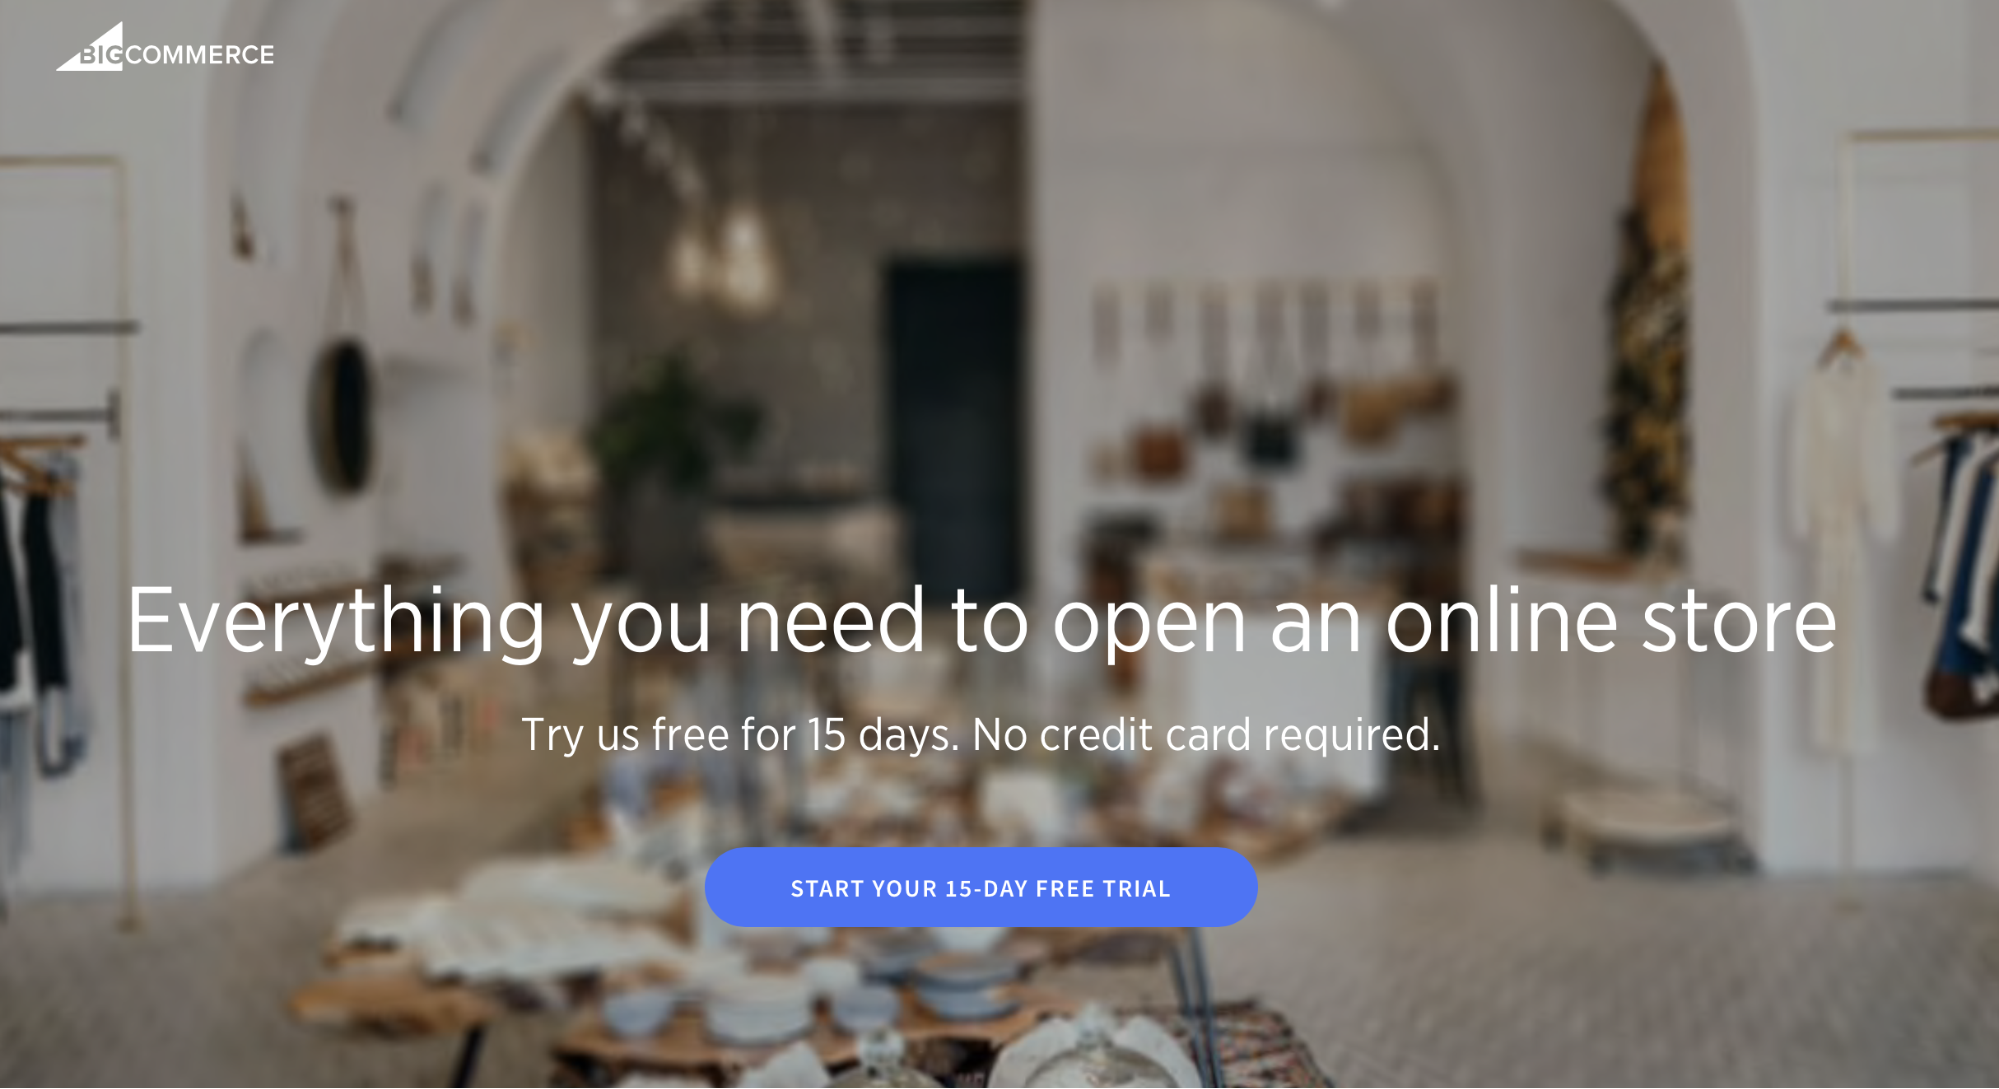 BIGCOMMERCE
Everything you need to open an online store
Try us free for 15 days. No credit card required.
START YOUR 15-DAY FREE TRIAL